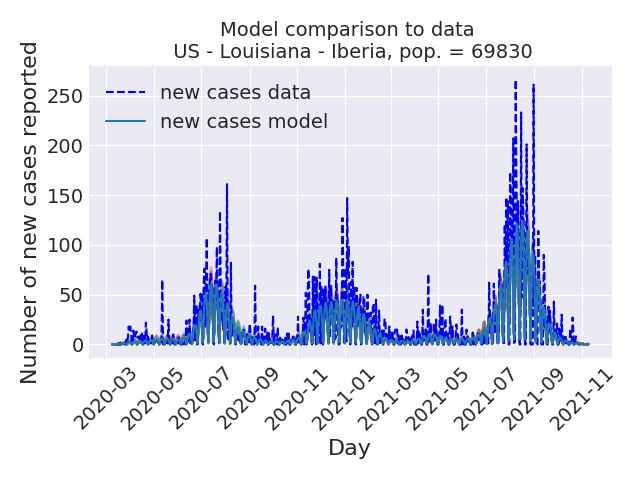 Model comparison to data
US - Louisiana - Iberia, pop. = 69830
Number of new cases reported
250
200
150
100
50
0
new cases data
new cases model
2020-03
2020-05
2020-07
2020-09
2020-11
2021-01
2021-03
2021-05
2021-07
2021-09
2021-11
Day